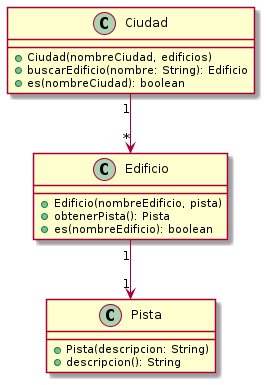 C Ciudad
Ciudad(nombreCiudad, edificios)
buscarEdificio(nombre: String): Edificio
es(nombreCiudad): boolean
1
*
C Edificio
Edificio(nombreEdificio, pista)
obtenerPista(): Pista
es(nombreEdificio): boolean
1
1
C Pista
Pista(descripcion: String)
descripcion(): String